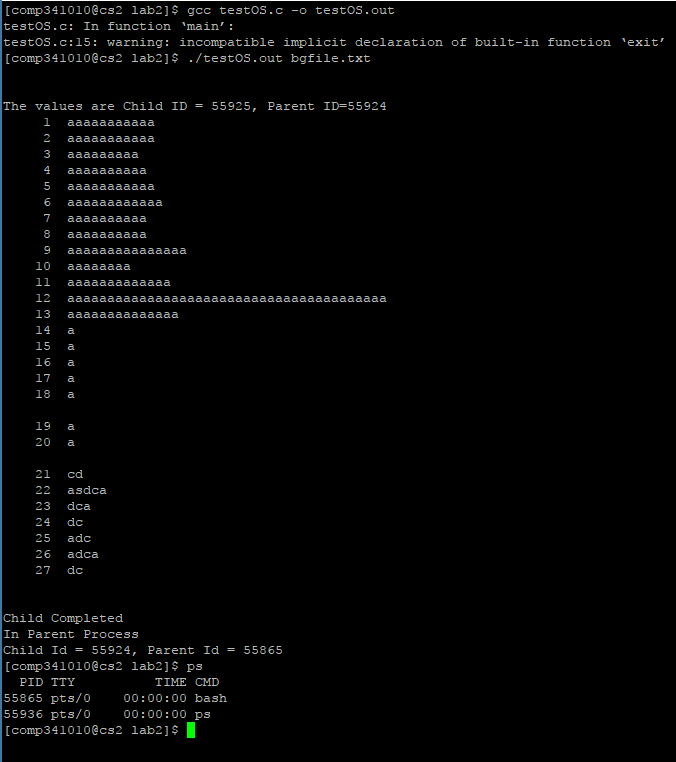 [comp341010@cs2 lab2]$ gcc testOS.c -o testOS.out
testOS.c: In function ‘main’:
testOS.c:15: warning: incompatible implicit declaration of built-in function ‘exit’
[comp341010@cs2 lab2]$ ./testOS.out bgfile.txt
The values are Child ID = 55925, Parent ID=55924
1 aaaaaaaaaaa
2 aaaaaaaaaaa
3 aaaaaaaaa
4 aaaaaaaaaa
5 aaaaaaaaaaa
6 aaaaaaaaaaaa
7 aaaaaaaaaa
8 aaaaaaaaaa
9 aaaaaaaaaaaaaaa
10 aaaaaaaa
11 aaaaaaaaaaaaa
12 aaaaaaaaaaaaaaaaaaaaaaaaaaaaaaaaaaaaaaaa
13 aaaaaaaaaaaaaa
14 a
15 a
16 a
17 a
18 a
19 a
20 a
21 cd
22 asdca
23 dca
24 dc
25 adc
26 adca
27 dc
Child Completed
In Parent Process
Child Id = 55924, Parent Id = 55865
[comp341010@cs2 lab2]$ ps
PID TTY TIME CMD
55865 pts/0 00:00:00 bash
55936 pts/0 00:00:00 ps
[comp341010@cs2 lab2]$